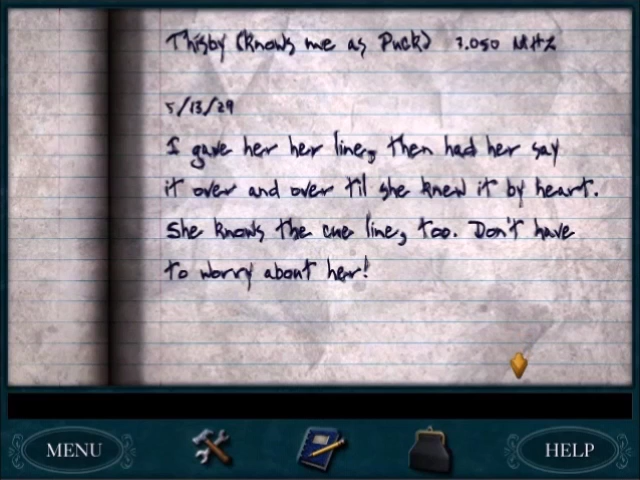 Thisby (knows me as Puck) 3.050 MHZ
5/13/29
I gave her her line, then had her say
it over and over til she knew it by heart.
She knows the cue line, too. Don't have
to worry about her!
MENU
HELP